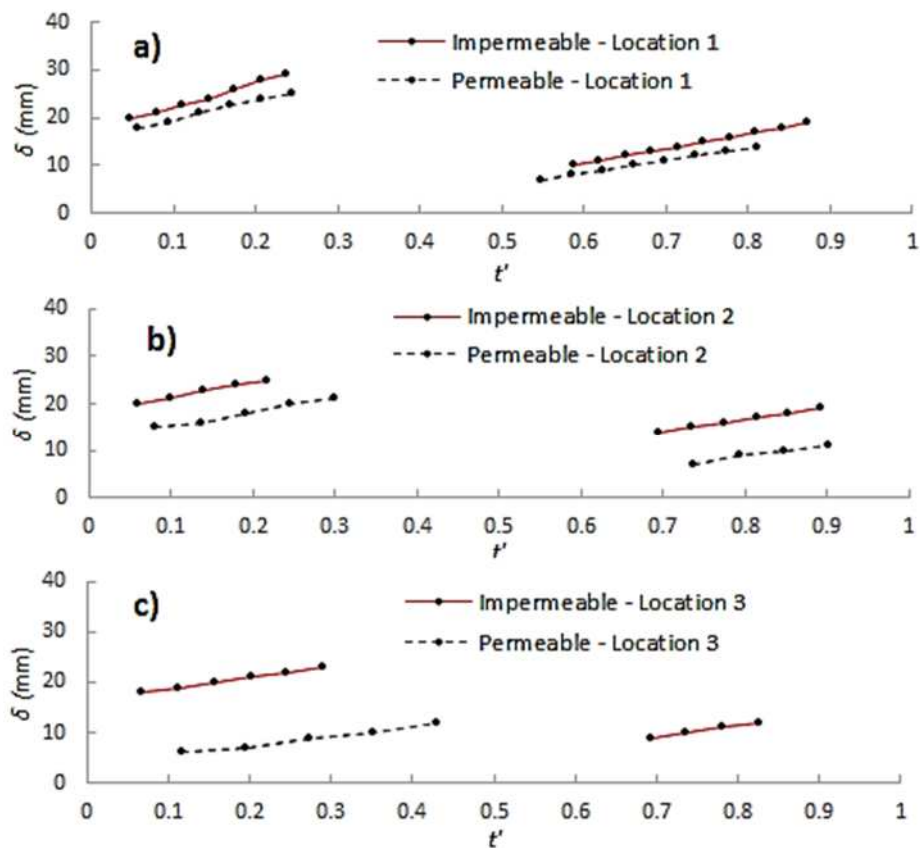 a)
Impermeable - Location 1
Permeable - Location 1
40
30
20
10
0
δ (mm)
0 0.1 0.2 0.3 0.4 0.5 0.6 0.7 0.8 0.9 1
t'
b)
Impermeable - Location 2
Permeable - Location 2
40
30
20
10
0
δ (mm)
0 0.1 0.2 0.3 0.4 0.5 0.6 0.7 0.8 0.9 1
t'
c)
Impermeable - Location 3
Permeable - Location 3
40
30
20
10
0
δ (mm)
0 0.1 0.2 0.3 0.4 0.5 0.6 0.7 0.8 0.9 1
t'